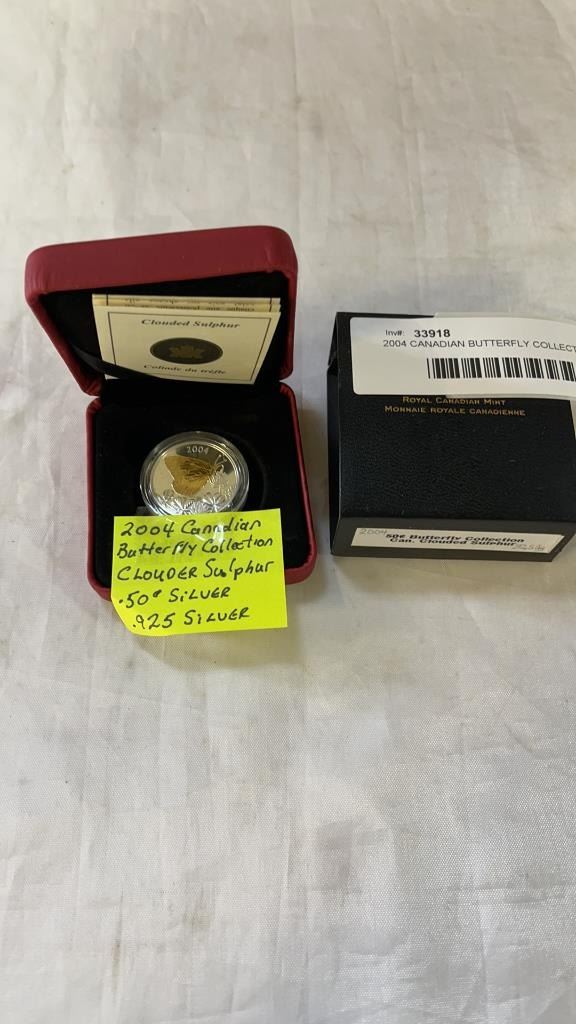 Clouded Sulphur
Coliade du trèfle
2004
2004 Canadian
Butterfly Collection
CLOUDER Sulphur
.50¢ SILVER
.925 SILVER
Inv#: 33918
2004 CANADIAN BUTTERFLY COLLECT
ROYAL CANADIAN MINT
MONNAIE ROYALE CANADIENNE
2004 50¢ Butterfly Collection
Can. Clouded Sulphur